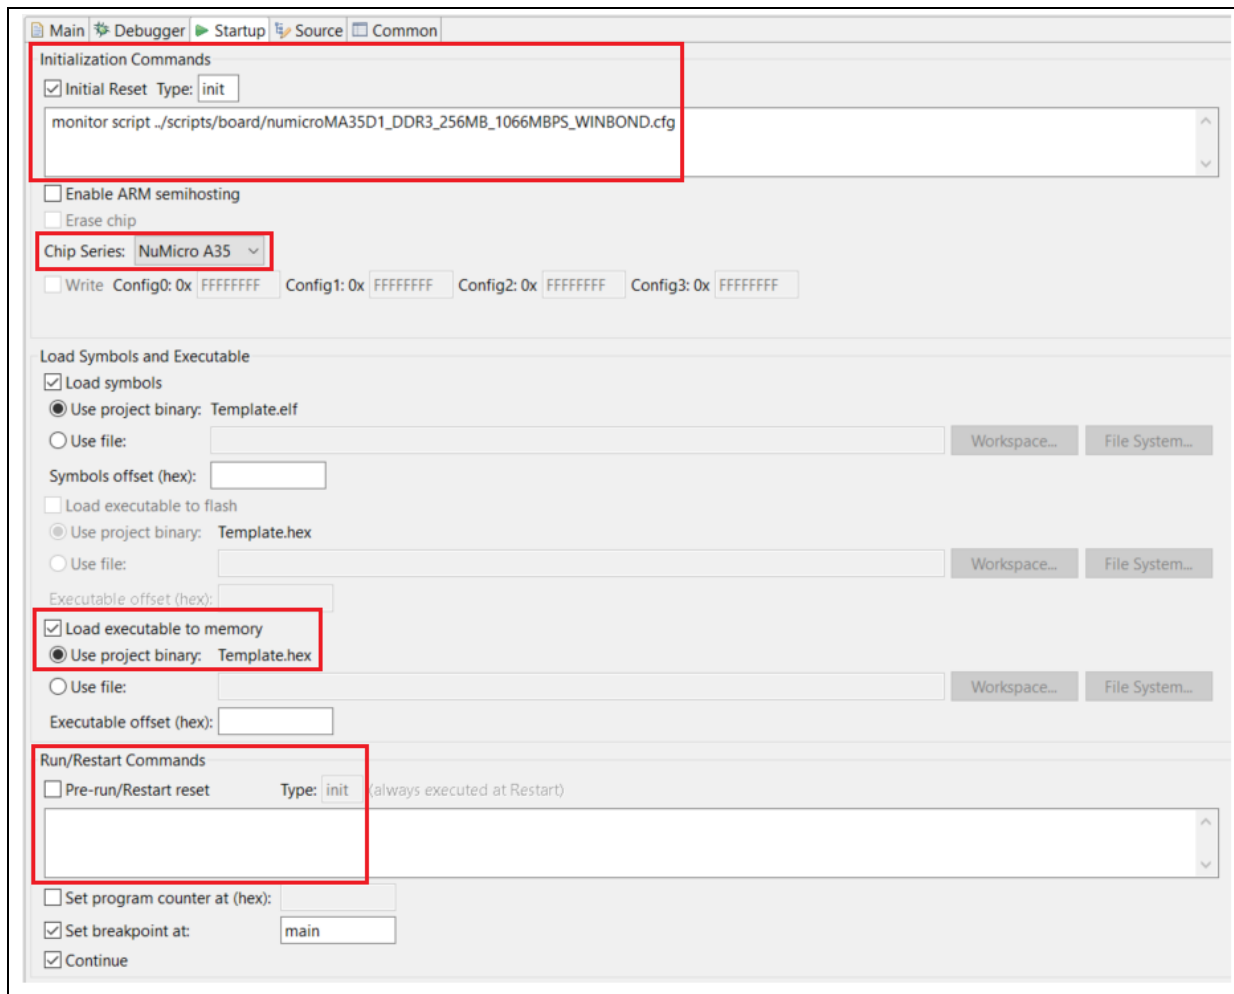 Main Debugger Startup Source Common
Initialization Commands
Initial Reset Type: init
monitor script ../scripts/board/numicroMA35D1_DDR3_256MB_1066MBPS_WINBOND.cfg
Enable ARM semihosting
Erase chip
Chip Series: NuMicro A35
Write Config0: 0x FFFFFFFF Config1: 0x FFFFFFFF Config2: 0x FFFFFFFF Config3: 0x FFFFFFFF
Load Symbols and Executable
Load symbols
Use project binary: Template.elf
Use file: Workspace... File System...
Symbols offset (hex):
Load executable to flash
Use project binary: Template.hex
Use file: Workspace... File System...
Executable offset (hex):
Load executable to memory
Use project binary: Template.hex
Use file: Workspace... File System...
Executable offset (hex):
Run/Restart Commands
Pre-run/Restart reset Type: init (always executed at Restart)
Set program counter at (hex):
Set breakpoint at: main
Continue